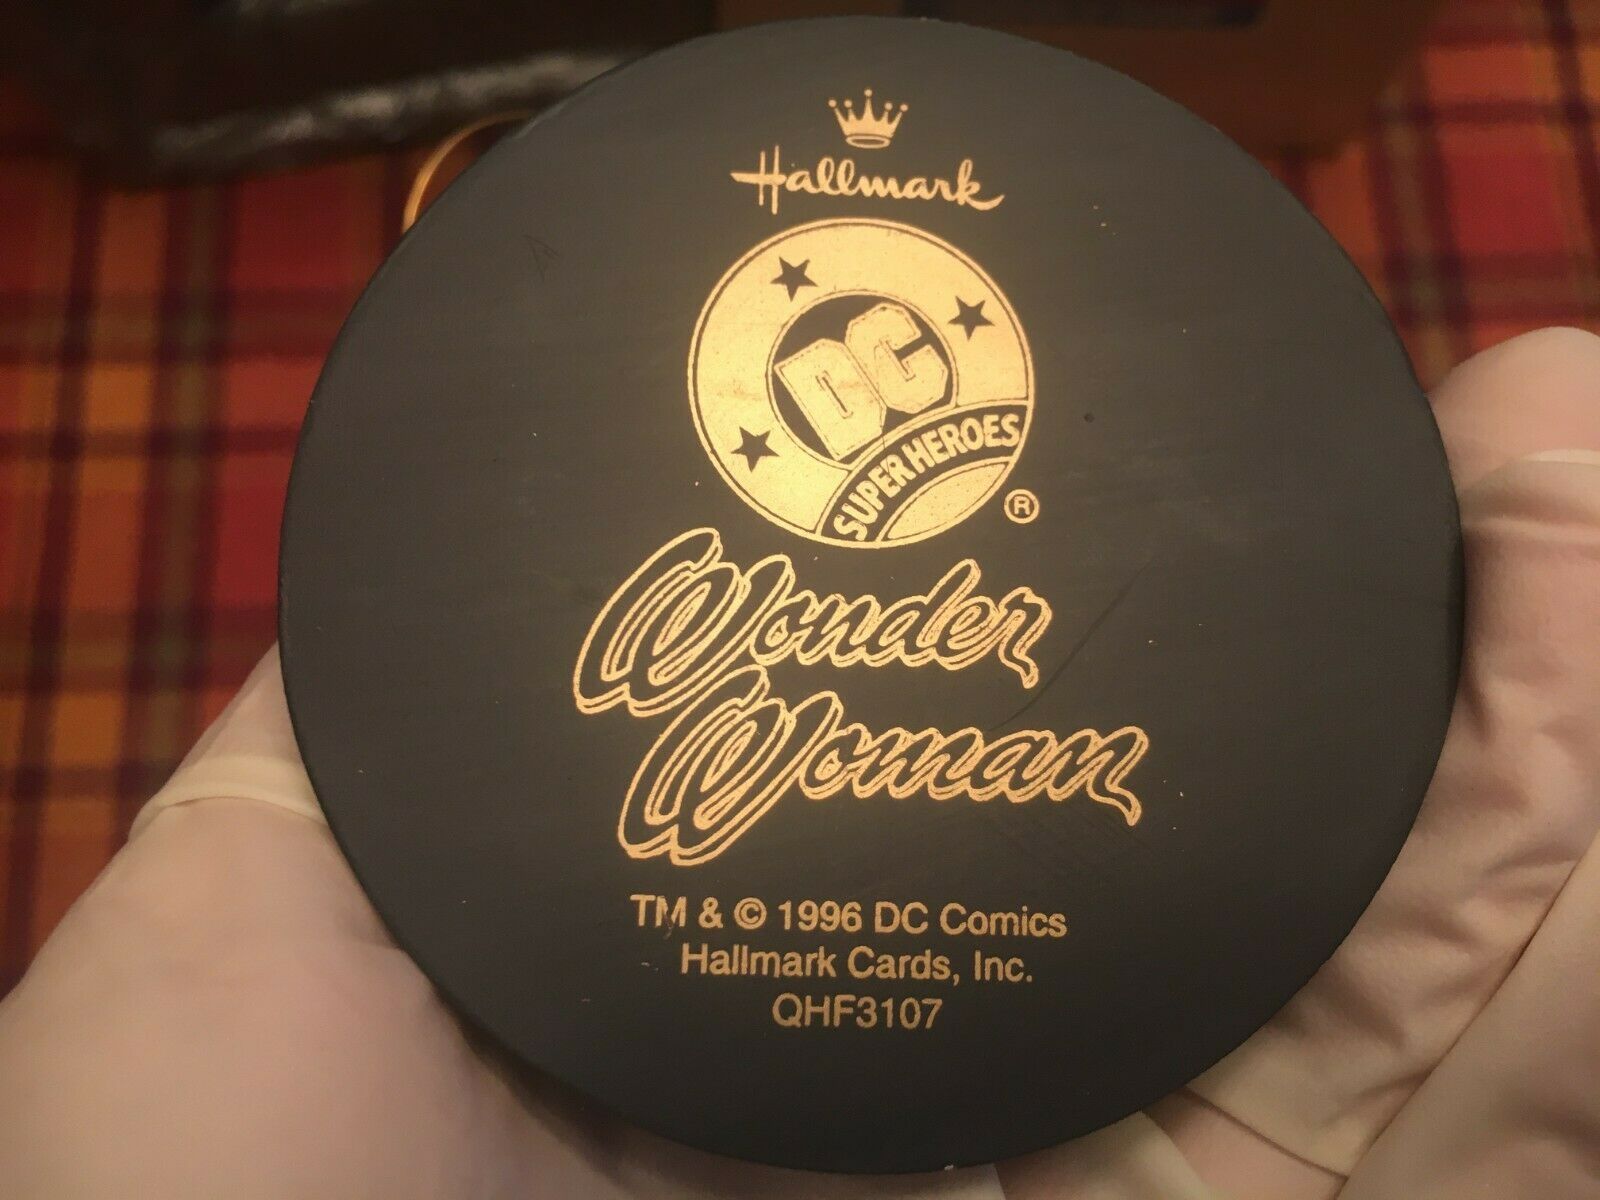 Hallmark
DC
SUPER HEROES
®
Wonder
Woman
TM & © 1996 DC Comics
Hallmark Cards, Inc.
QHF3107